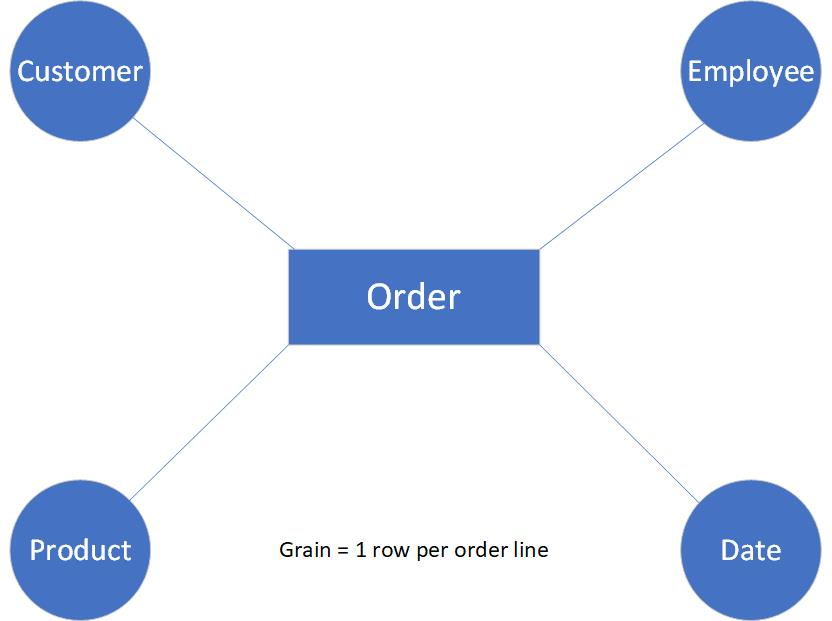 Customer
Employee
Order
Product
Grain = 1 row per order line
Date